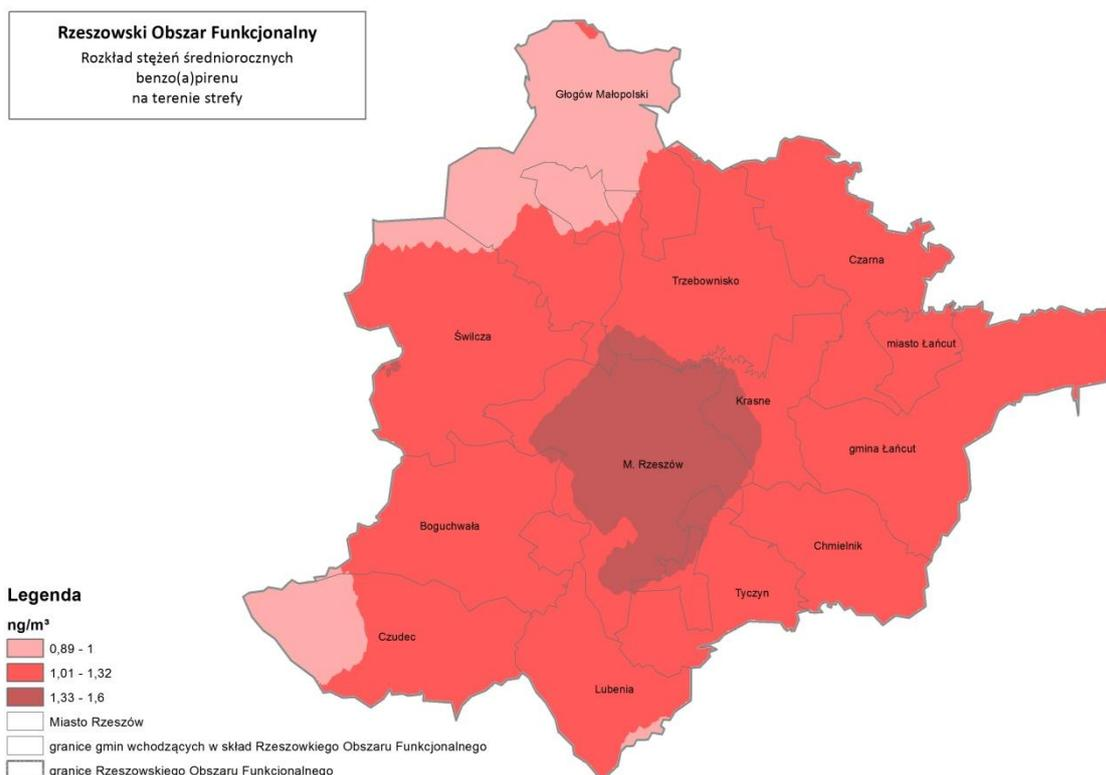 Rzeszowski Obszar Funkcjonalny
Rozkład stężeń średniorocznych
benzo(a)pirenu
na terenie strefy
Głogów Małopolski
Czarna
Trzebownisko
Świlcza
miasto Łańcut
Krasne
gmina Łańcut
M. Rzeszów
Boguchwała
Chmielnik
Tyczyn
Czudec
Lubenia
Legenda
ng/m³
0,89 - 1
1,01 - 1,32
1,33 - 1,6
Miasto Rzeszów
granice gmin wchodzących w skład Rzeszowkiego Obszaru Funkcjonalnego
granice Rzeszowskiego Obszaru Funkcjonalnego